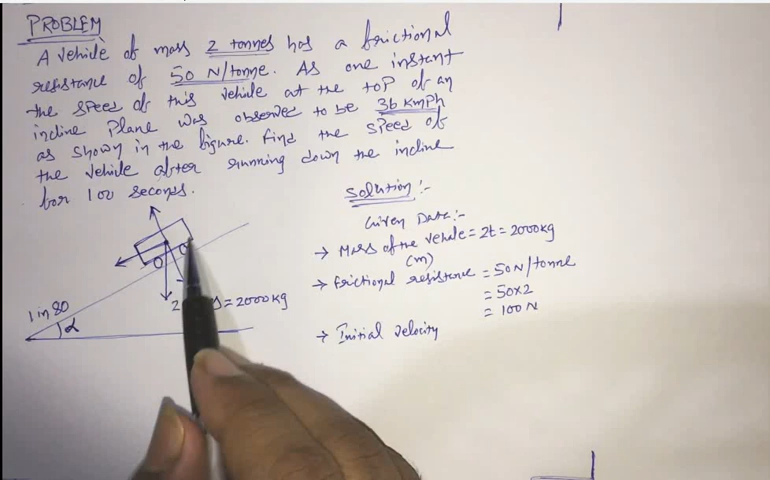 PROBLEM
A vehicle of mass 2 tonnes has a frictional
resistance of 50 N/tonne. As one instant
the speed of this vehicle at the top of an
incline plane was observed to be 36 kmph
as shown in the figure. Find the speed of
the vehicle after running down the incline
for 100 seconds.
Solution:-
Given Data:-
→ Mass of the vehicle = 2t = 2000kg
(m)
→ frictional resistance = 50N/tonne
= 50x2
= 100 N
→ Initial velocity
1 in 80
α
2 = 2000kg